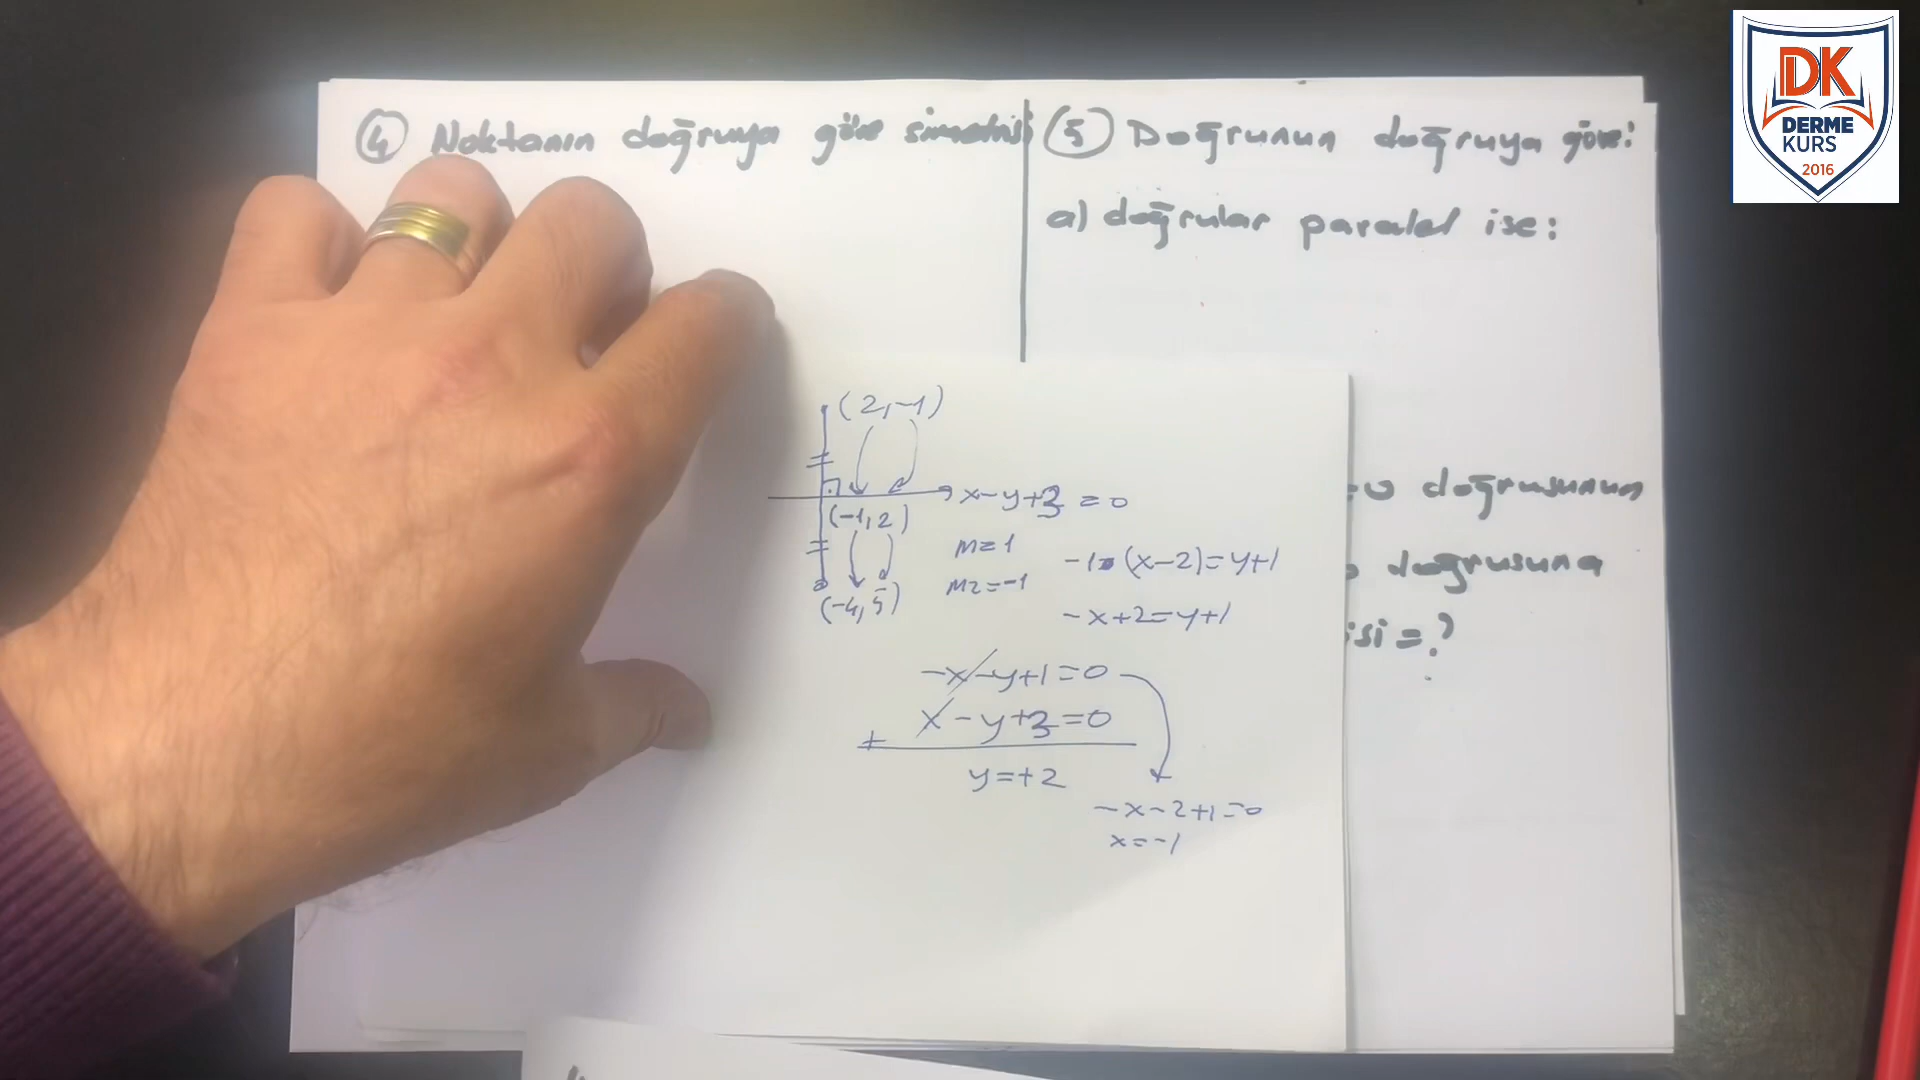 ④ Noktanın doğruya göre simetrisi
⑤ Doğrunun doğruya göre:
a) doğrular paralel ise:
doğrusunun
doğrusuna
isi = ?
(2,-1)
x-y+3=0
(-1,2)
m=1
m2=-1
(-4,5)
-1·(x-2)=y+1
-x+2=y+1
-x-y+1=0
x-y+3=0
+
y=+2
-x-2+1=0
x=-1
DK
DERME
KURS
2016